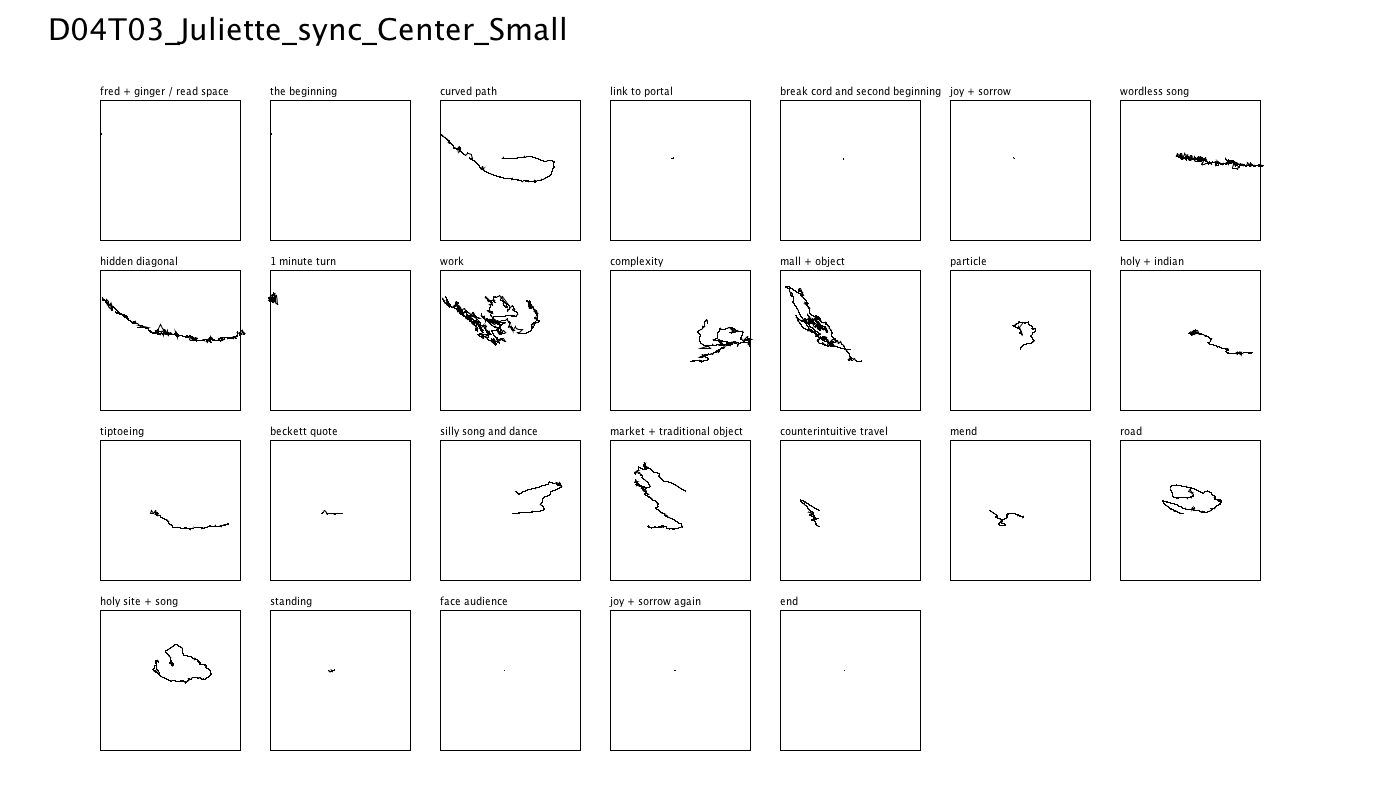 D04T03_Juliette_sync_Center_Small
fred + ginger / read space
the beginning
curved path
link to portal
break cord and second beginning
joy + sorrow
wordless song
hidden diagonal
1 minute turn
work
complexity
mall + object
particle
holy + indian
tiptoeing
beckett quote
silly song and dance
market + traditional object
counterintuitive travel
mend
road
holy site + song
standing
face audience
joy + sorrow again
end